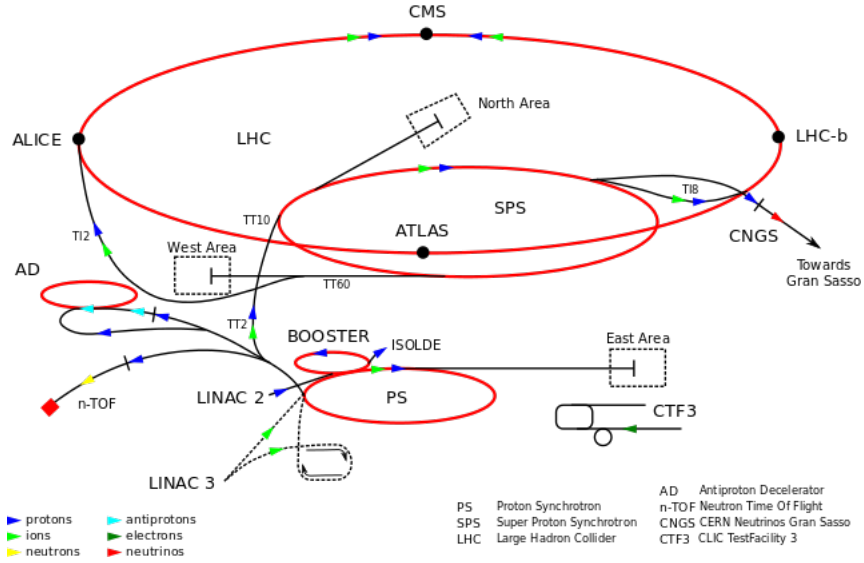 CMS
North Area
ALICE
LHC
LHC-b
TI8
TT10
SPS
TI2
ATLAS
West Area
CNGS
AD
Towards
Gran Sasso
TT60
TT2
BOOSTER
ISOLDE
East Area
LINAC 2
PS
n-TOF
CTF3
LINAC 3
protons
ions
neutrons
antiprotons
electrons
neutrinos
PS Proton Synchrotron
SPS Super Proton Synchrotron
LHC Large Hadron Collider
AD Antiproton Decelerator
n-TOF Neutron Time Of Flight
CNGS CERN Neutrinos Gran Sasso
CTF3 CLIC TestFacility 3